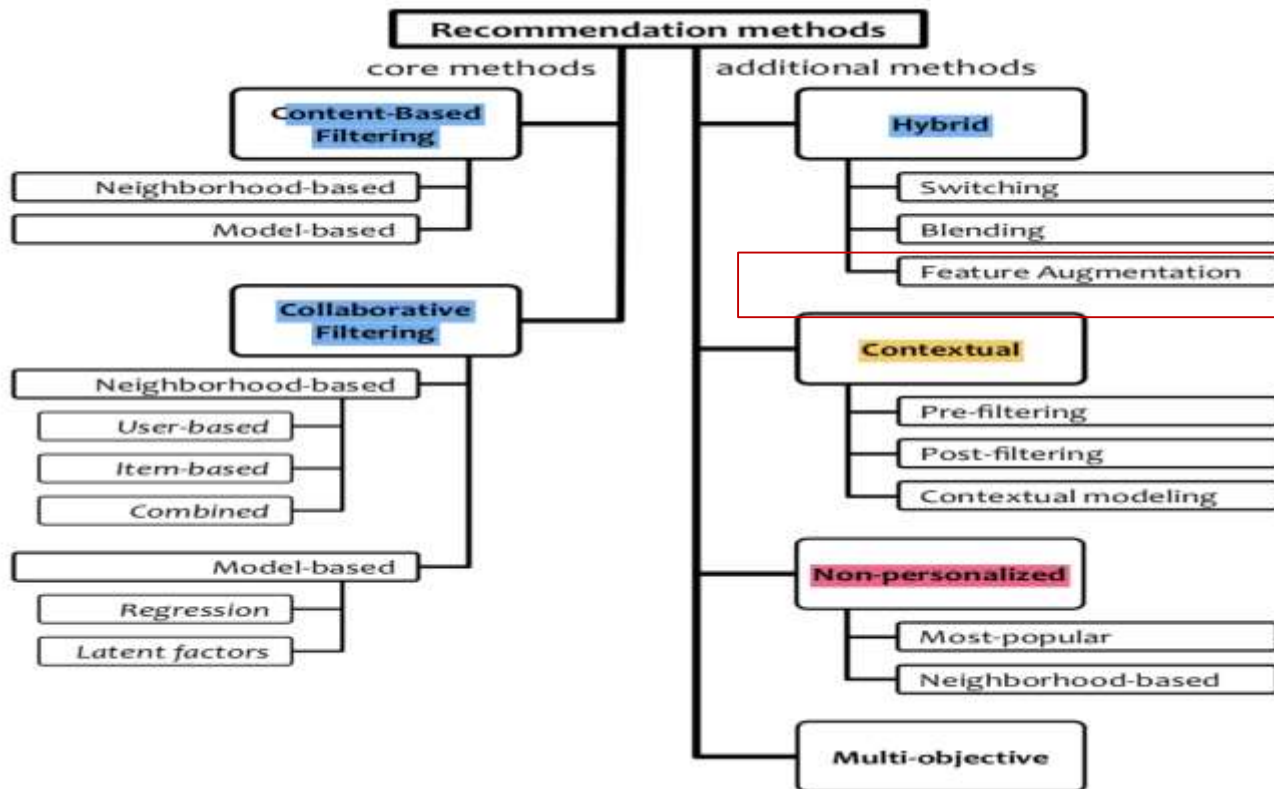 Recommendation methods
core methods
Content-Based
Filtering
Neighborhood-based
Model-based
Collaborative
Filtering
Neighborhood-based
User-based
Item-based
Combined
Model-based
Regression
Latent factors
additional methods
Hybrid
Switching
Blending
Feature Augmentation
Contextual
Pre-filtering
Post-filtering
Contextual modeling
Non-personalized
Most-popular
Neighborhood-based
Multi-objective